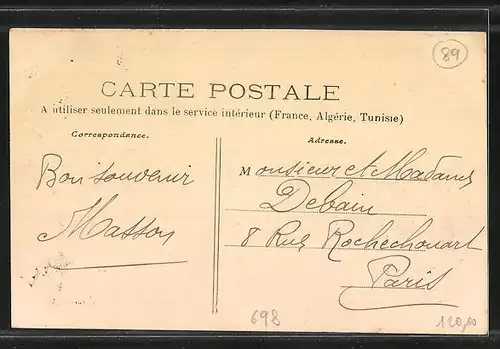 89
CARTE POSTALE
A utiliser seulement dans le service intérieur (France, Algérie, Tunisie)
Correspondance.
Adresse.
Bon souvenir
Masson
Monsieur et Madame
Debain
8 Rue Rochechouart
Paris
698
120,00